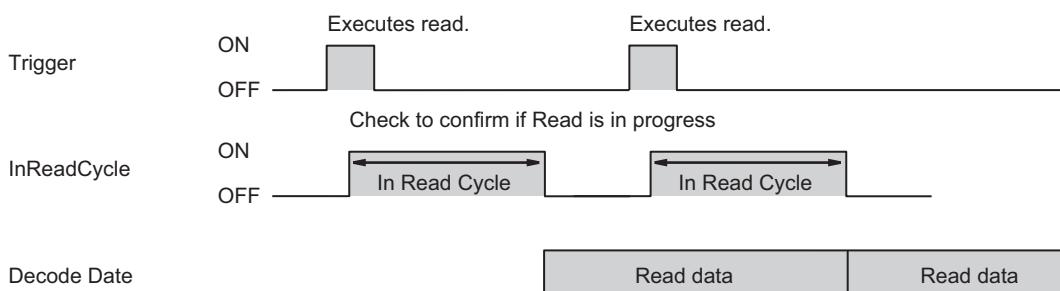 Executes read. Executes read.
ON
Trigger
OFF
Check to confirm if Read is in progress
ON
InReadCycle
In Read Cycle In Read Cycle
OFF
Decode Date Read data Read data